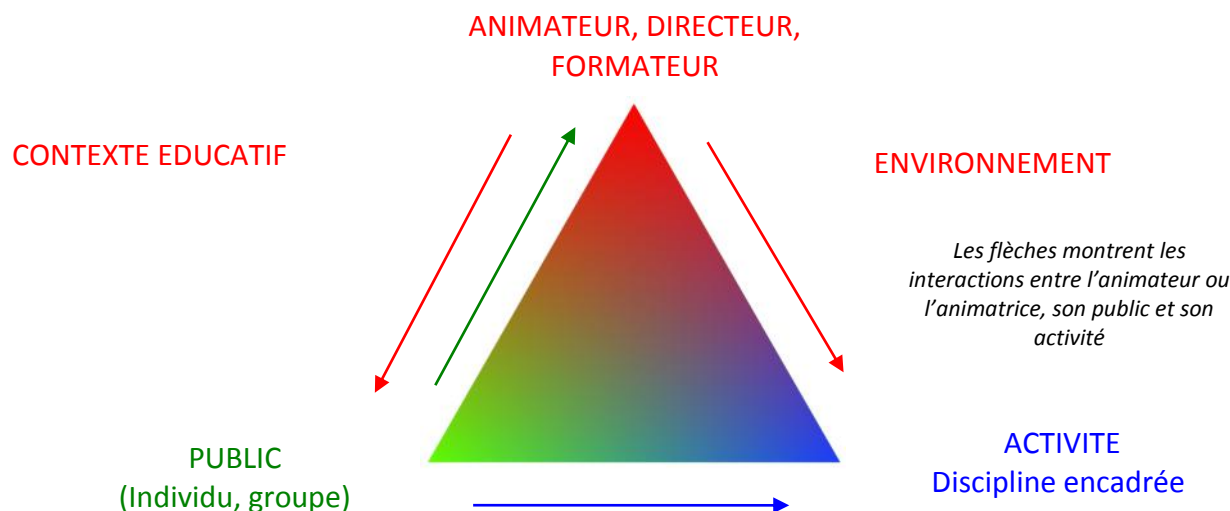 ANIMATEUR, DIRECTEUR,
FORMATEUR
CONTEXTE EDUCATIF
ENVIRONNEMENT
Les flèches montrent les
interactions entre l’animateur ou
l’animatrice, son public et son
activité
PUBLIC
(Individu, groupe)
ACTIVITE
Discipline encadrée